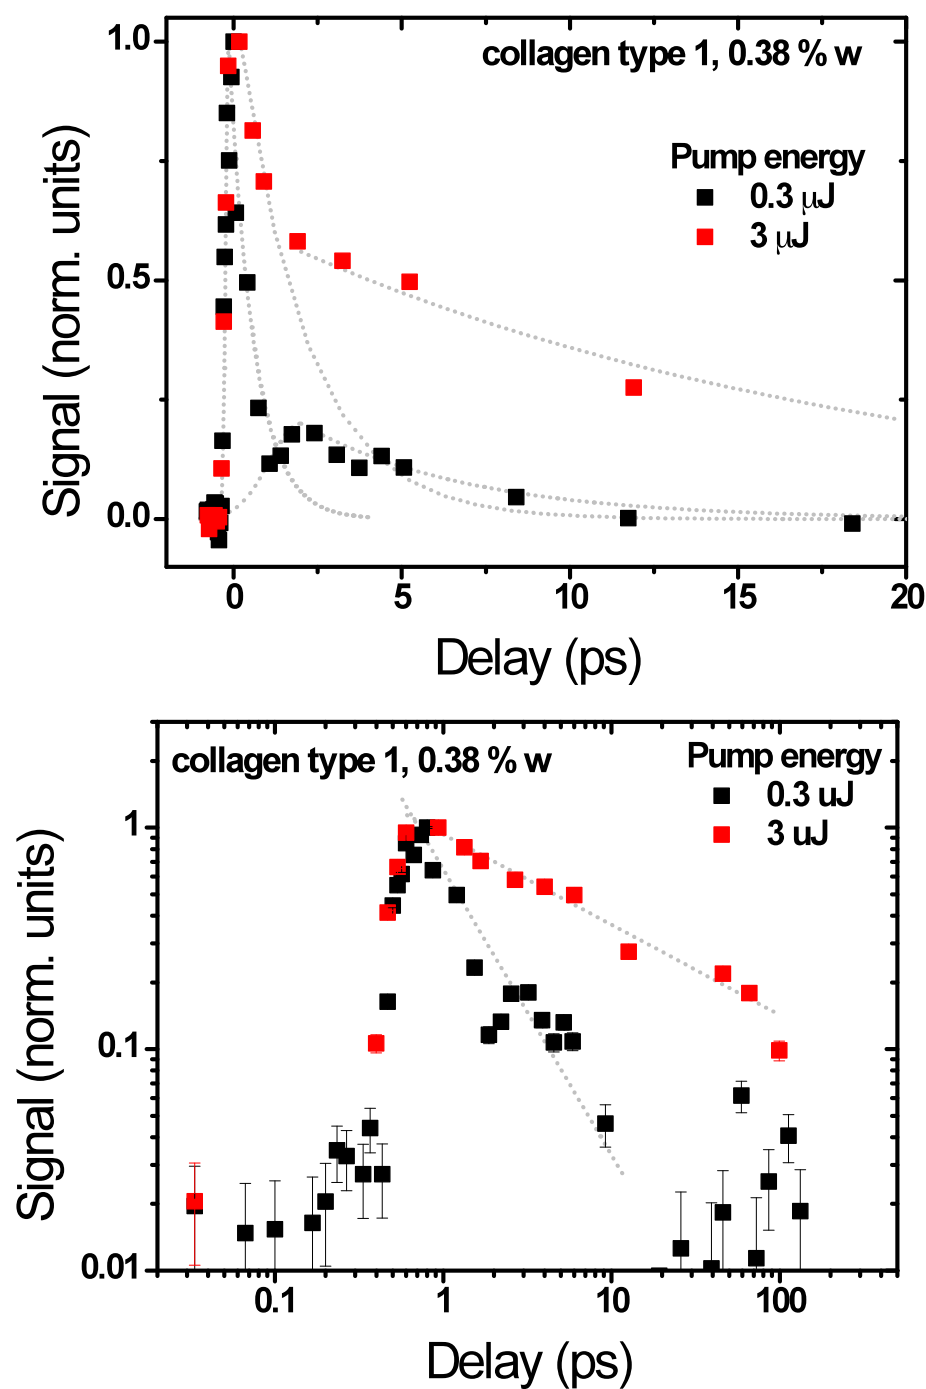 collagen type 1, 0.38 % w
Pump energy
0.3 μJ
3 μJ
Signal (norm. units)
1.0
0.5
0.0
0 5 10 15 20
Delay (ps)
collagen type 1, 0.38 % w
Pump energy
0.3 uJ
3 uJ
Signal (norm. units)
1
0.1
0.01
0.1 1 10 100
Delay (ps)